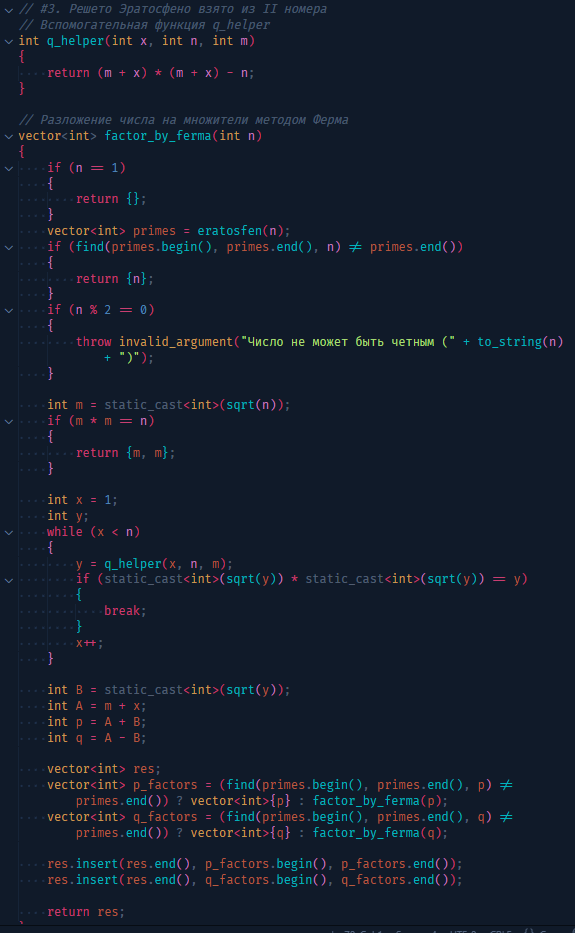 // #3. Решето Эратосфено взято из II номера
// Вспомогательная функция q_helper
int q_helper(int x, int n, int m)
{
return (m + x) * (m + x) - n;
}
// Разложение числа на множители методом Ферма
vector<int> factor_by_ferma(int n)
{
if (n == 1)
{
return {};
}
vector<int> primes = eratosfen(n);
if (find(primes.begin(), primes.end(), n) ≠ primes.end())
{
return {n};
}
if (n % 2 == 0)
{
throw invalid_argument("Число не может быть четным (" + to_string(n)
+ ")");
}
int m = static_cast<int>(sqrt(n));
if (m * m == n)
{
return {m, m};
}
int x = 1;
int y;
while (x < n)
{
y = q_helper(x, n, m);
if (static_cast<int>(sqrt(y)) * static_cast<int>(sqrt(y)) == y)
{
break;
}
x++;
}
int B = static_cast<int>(sqrt(y));
int A = m + x;
int p = A + B;
int q = A - B;
vector<int> res;
vector<int> p_factors = (find(primes.begin(), primes.end(), p) ≠
primes.end()) ? vector<int>{p} : factor_by_ferma(p);
vector<int> q_factors = (find(primes.begin(), primes.end(), q) ≠
primes.end()) ? vector<int>{q} : factor_by_ferma(q);
res.insert(res.end(), p_factors.begin(), p_factors.end());
res.insert(res.end(), q_factors.begin(), q_factors.end());
return res;